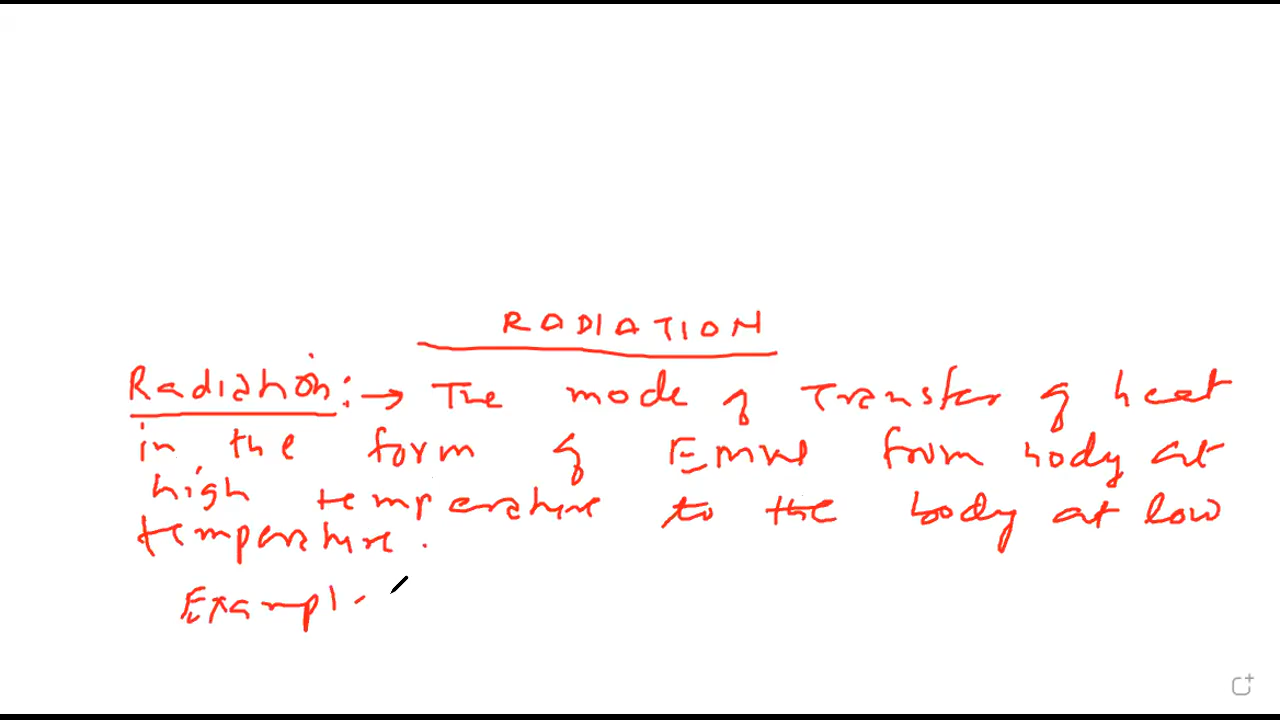 RADIATION
Radiation: → The mode of Transfer of heat
in the form of EMWs from body at
high temperature to the body at low
temperature.
Exampl